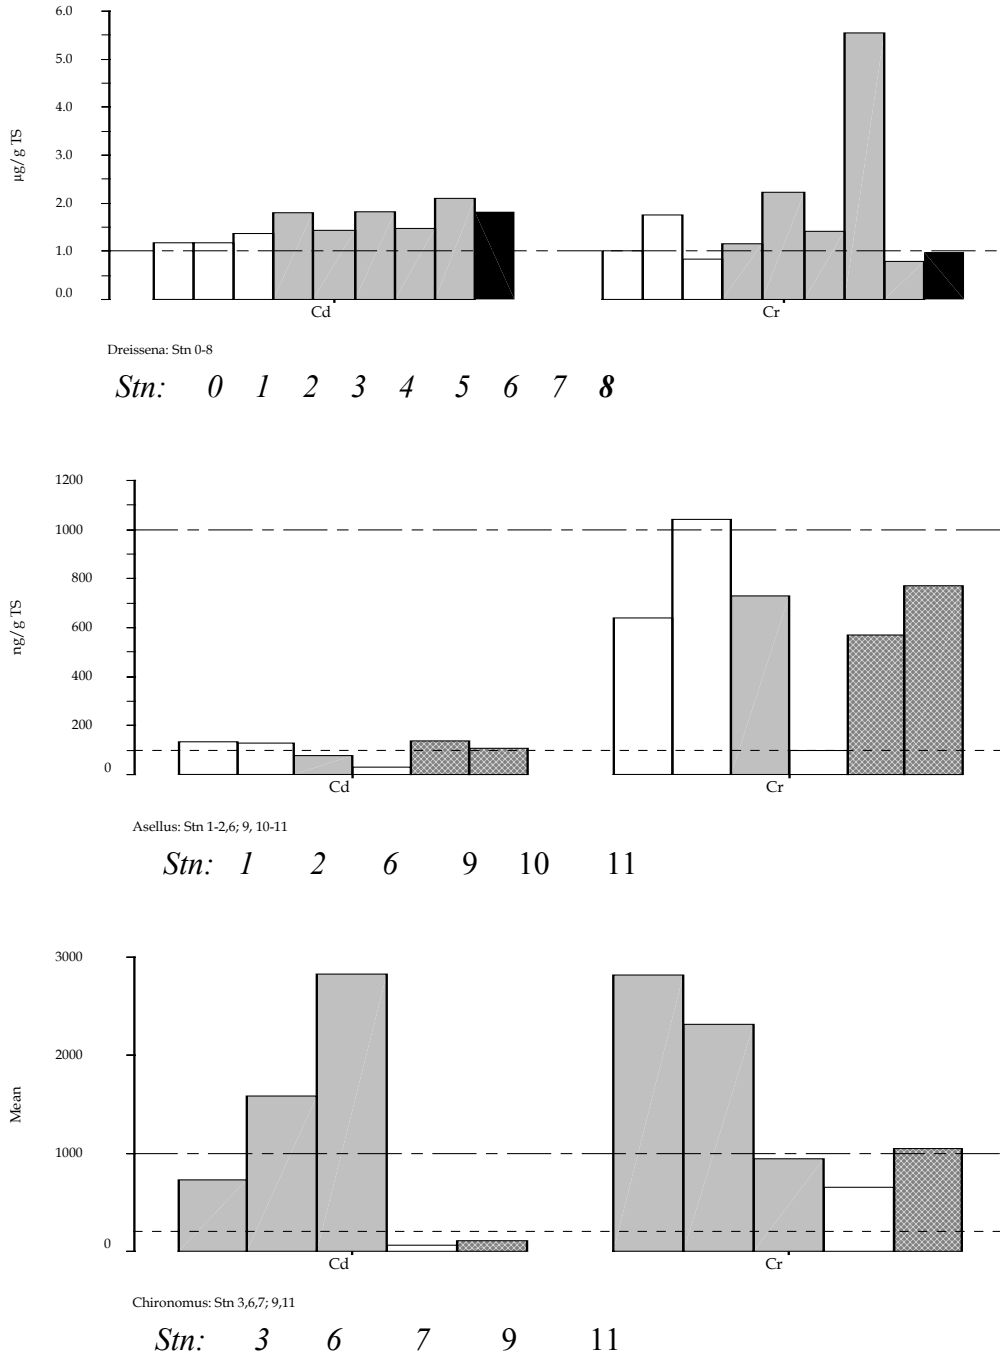 6.0
5.0
4.0
3.0
2.0
1.0
0.0
µg/g TS
Cd Cr
Dreissena: Stn 0-8
Stn: 0 1 2 3 4 5 6 7 8
1200
1000
800
600
400
200
0
ng/g TS
Cd Cr
Asellus: Stn 1-2,6; 9, 10-11
Stn: 1 2 6 9 10 11
3000
2000
1000
0
Mean
Cd Cr
Chironomus: Stn 3,6,7; 9,11
Stn: 3 6 7 9 11